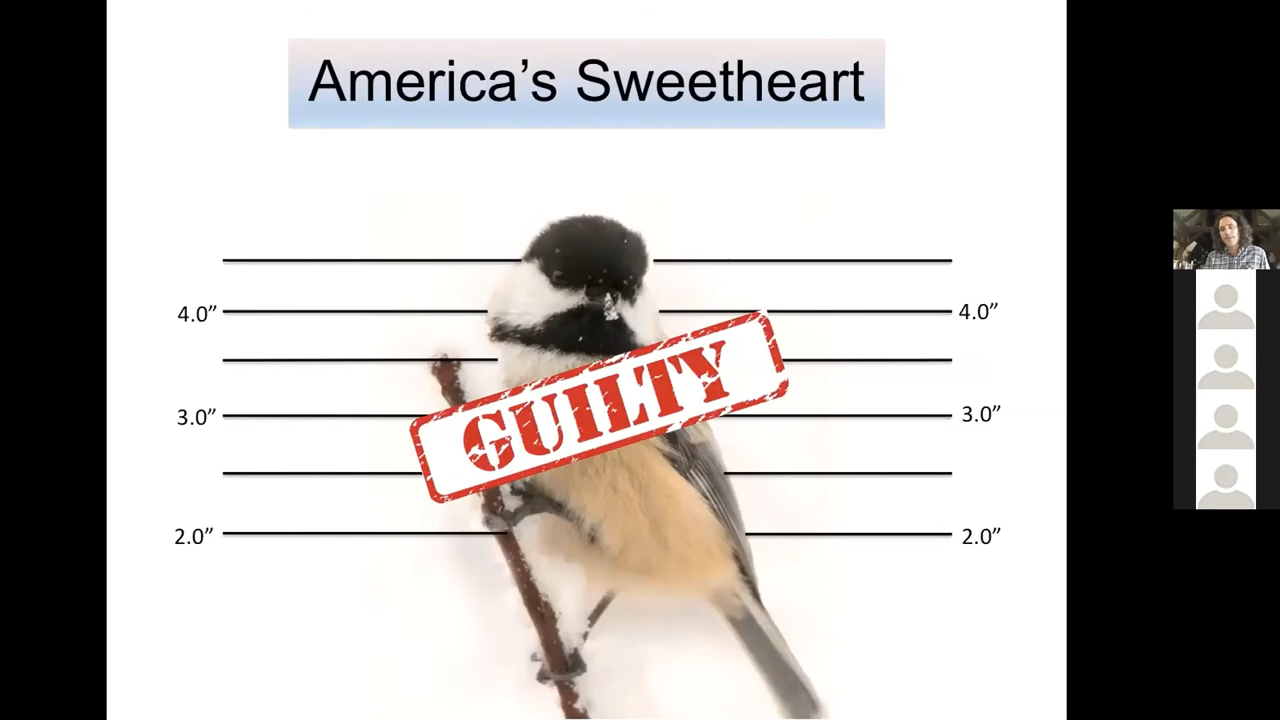 America’s Sweetheart
4.0” 4.0”
GUILTY
3.0” 3.0”
2.0” 2.0”